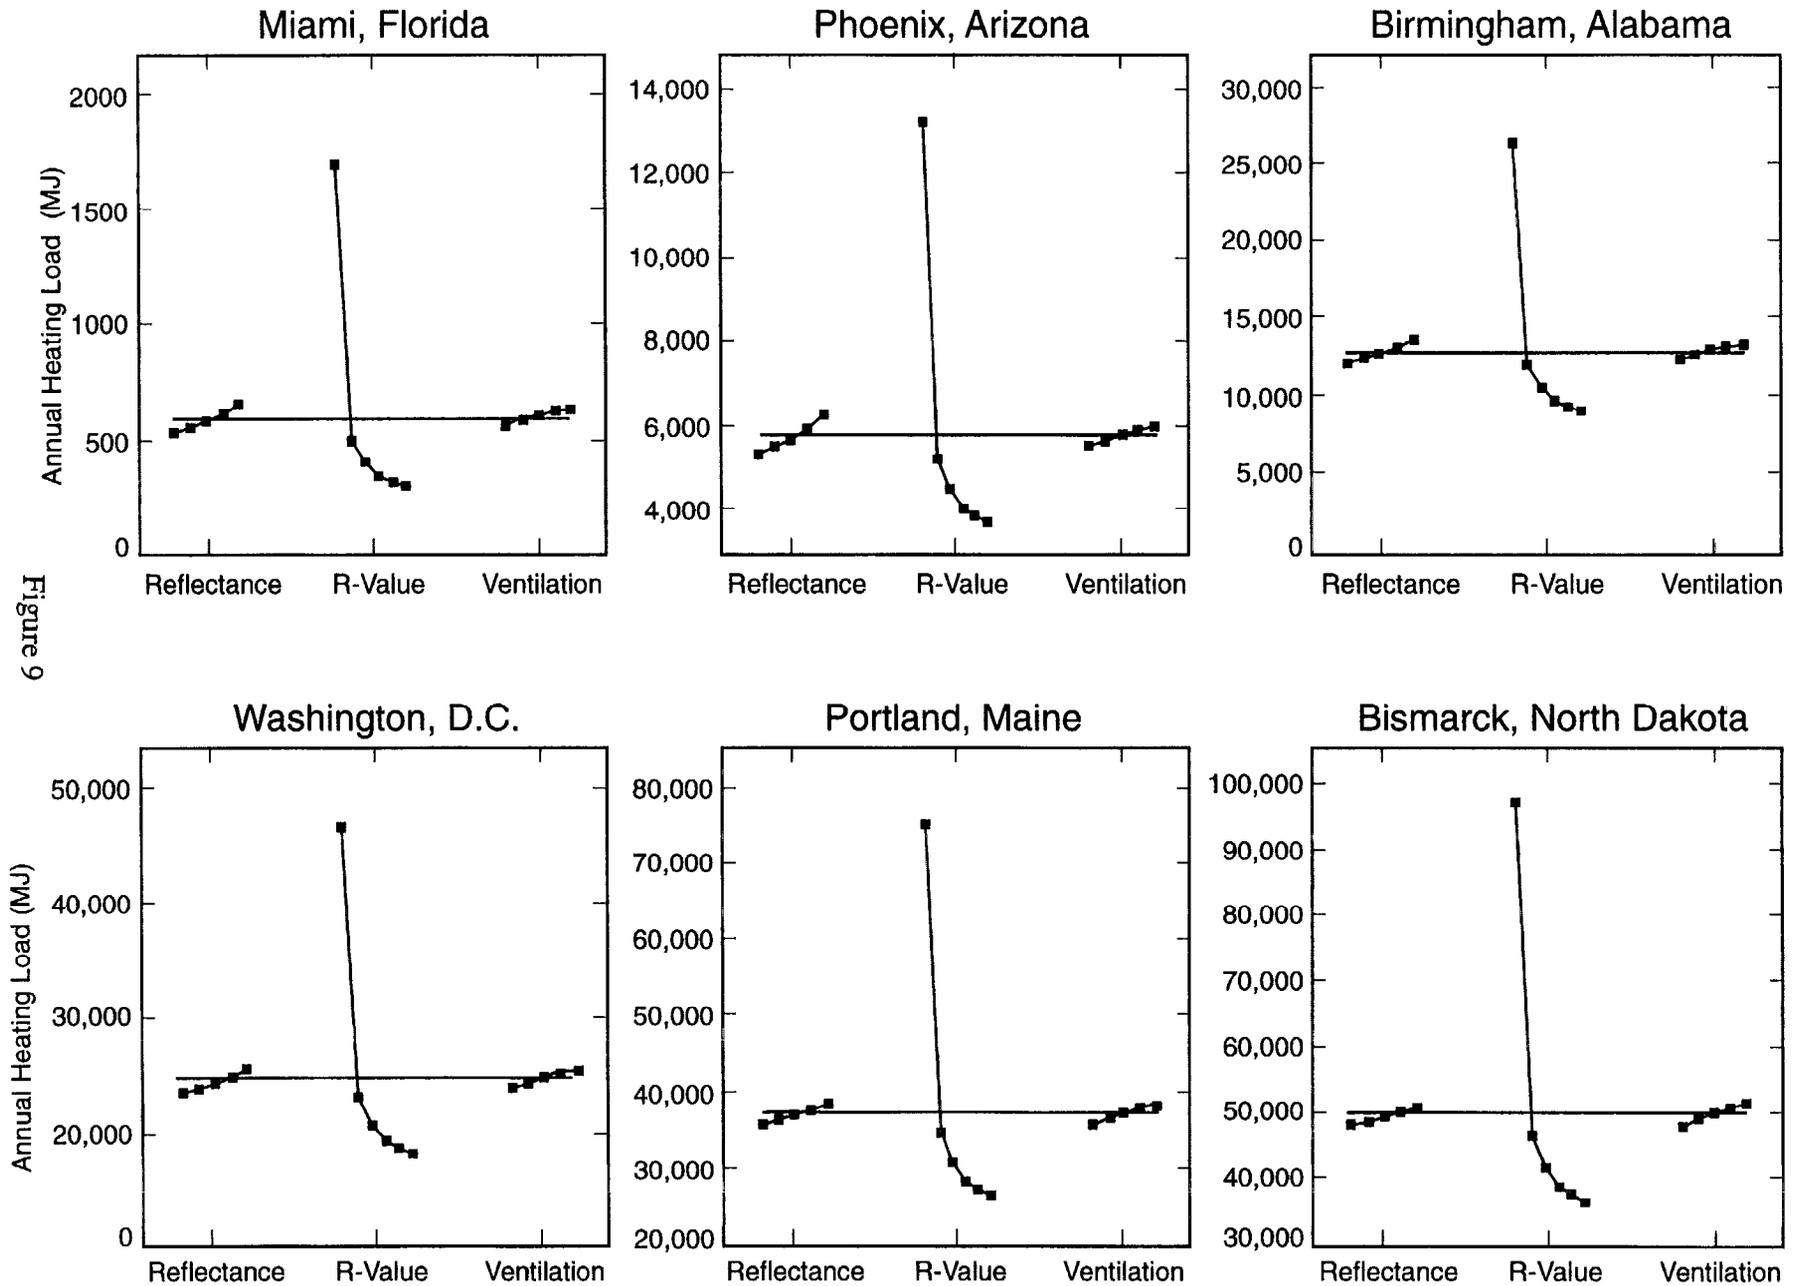 Miami, Florida
Phoenix, Arizona
Birmingham, Alabama
Annual Heating Load (MJ)
2000
1500
1000
500
0
14,000
12,000
10,000
8,000
6,000
4,000
30,000
25,000
20,000
15,000
10,000
5,000
0
Reflectance R-Value Ventilation
Reflectance R-Value Ventilation
Reflectance R-Value Ventilation
Figure 9
Washington, D.C.
Portland, Maine
Bismarck, North Dakota
Annual Heating Load (MJ)
50,000
40,000
30,000
20,000
0
80,000
70,000
60,000
50,000
40,000
30,000
20,000
100,000
90,000
80,000
70,000
60,000
50,000
40,000
30,000
Reflectance R-Value Ventilation
Reflectance R-Value Ventilation
Reflectance R-Value Ventilation